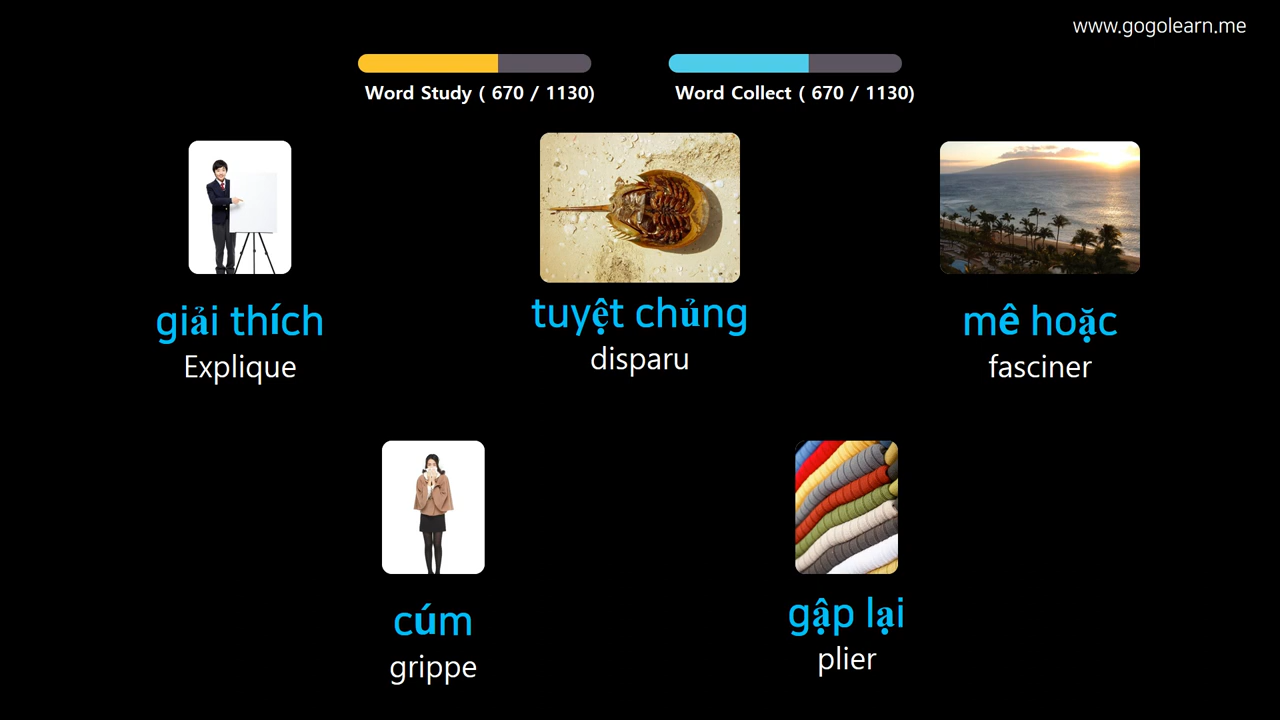 www.gogolearn.me
Word Study ( 670 / 1130)
Word Collect ( 670 / 1130)
giải thích
Explique
tuyệt chủng
disparu
mê hoặc
fasciner
cúm
grippe
gập lại
plier